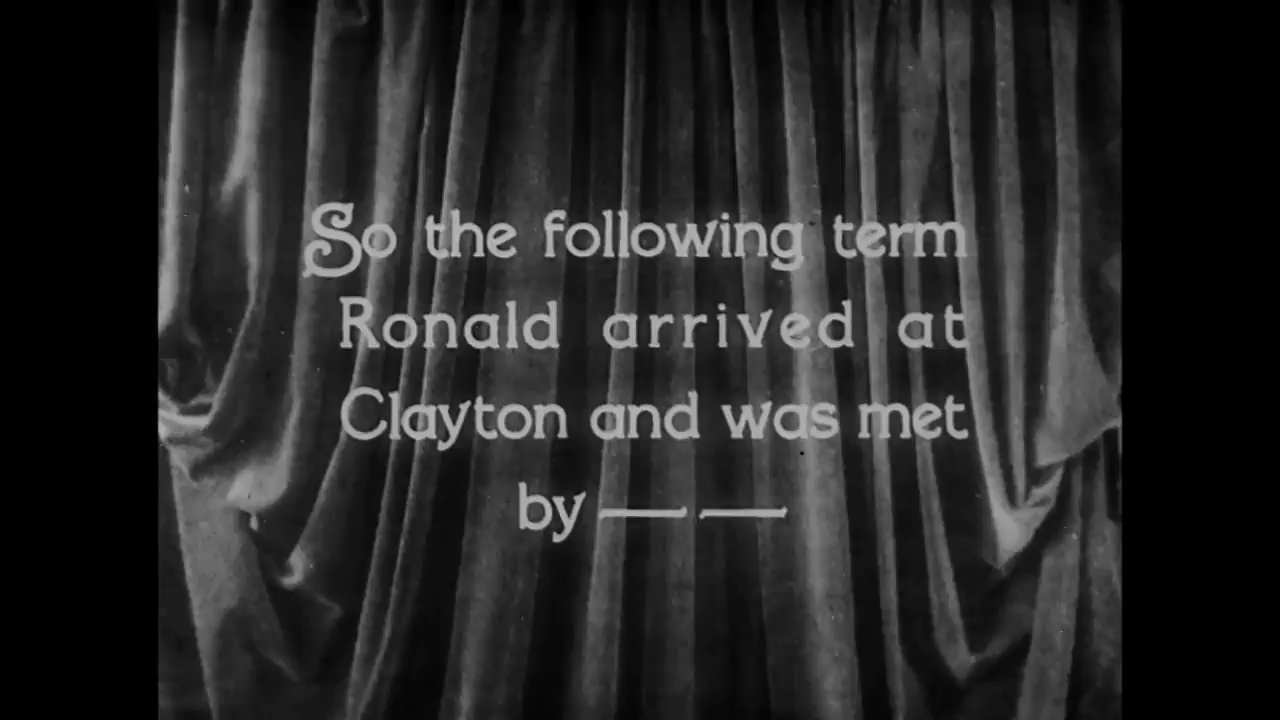 So the following term
Ronald arrived at
Clayton and was met
by — —